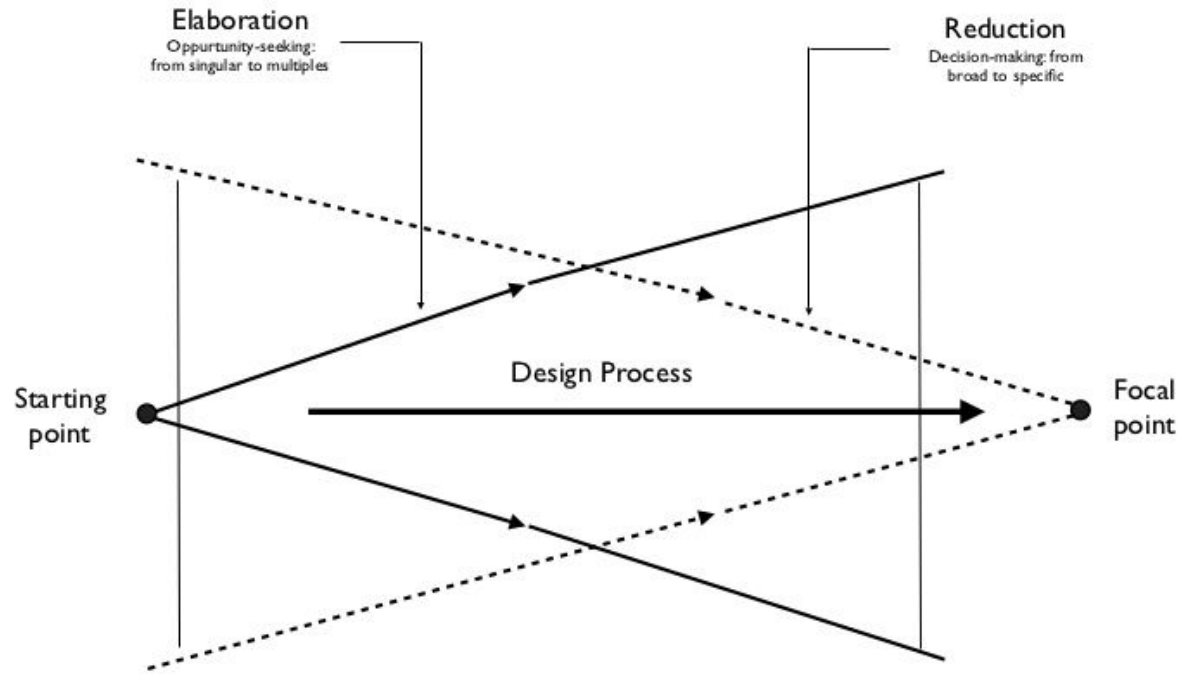 Elaboration
Oppurtunity-seeking:
from singular to multiples
Reduction
Decision-making: from
broad to specific
Design Process
Starting
point
Focal
point